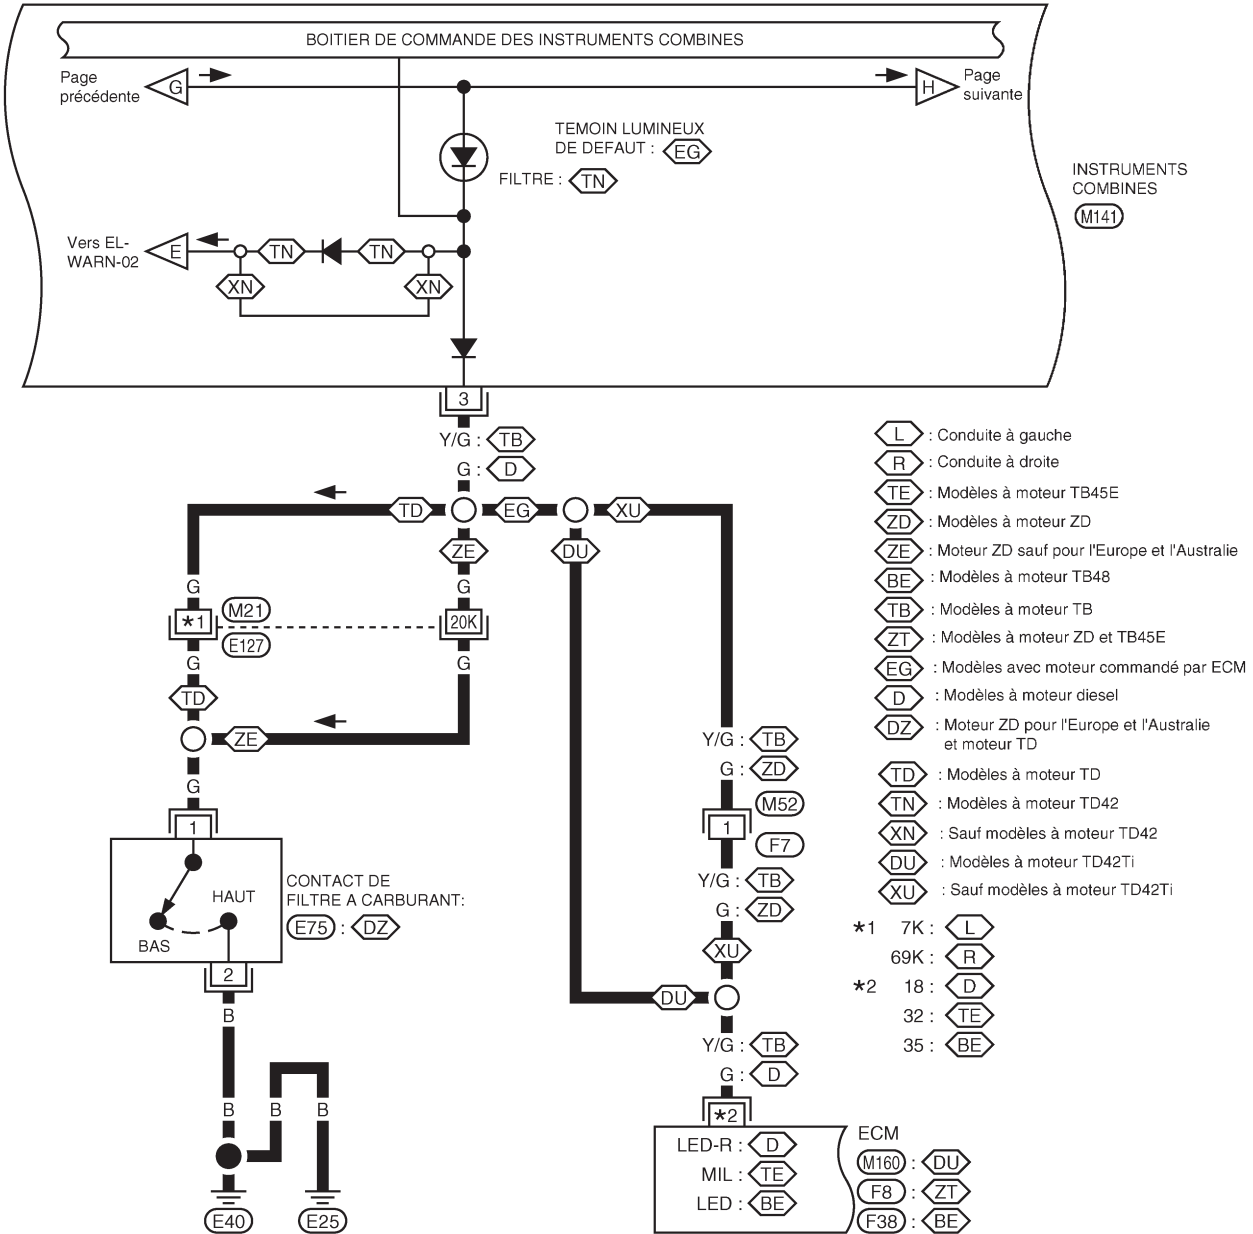 BOITIER DE COMMANDE DES INSTRUMENTS COMBINES
Page
précédente
G
H
Page
suivante
TEMOIN LUMINEUX
DE DEFAUT : EG
FILTRE : TN
INSTRUMENTS
COMBINES
M141
Vers EL-
WARN-02
E
TN
TN
XN
XN
3
Y/G : TB
G : D
TD
EG
XU
ZE
DU
G
G
*1
M21
E127
20K
G
G
TD
ZE
G
1
CONTACT DE
FILTRE A CARBURANT:
E75 : DZ
HAUT
BAS
2
B
B
B
B
E40
E25
Y/G : TB
G : ZD
M52
1
F7
Y/G : TB
G : ZD
XU
DU
Y/G : TB
G : D
*2
LED-R : D
MIL : TE
LED : BE
ECM
M160 : DU
F8 : ZT
F38 : BE
L : Conduite à gauche
R : Conduite à droite
TE : Modèles à moteur TB45E
ZD : Modèles à moteur ZD
ZE : Moteur ZD sauf pour l'Europe et l'Australie
BE : Modèles à moteur TB48
TB : Modèles à moteur TB
ZT : Modèles à moteur ZD et TB45E
EG : Modèles avec moteur commandé par ECM
D : Modèles à moteur diesel
DZ : Moteur ZD pour l'Europe et l'Australie
et moteur TD
TD : Modèles à moteur TD
TN : Modèles à moteur TD42
XN : Sauf modèles à moteur TD42
DU : Modèles à moteur TD42Ti
XU : Sauf modèles à moteur TD42Ti
*1 7K : L
69K : R
*2 18 : D
32 : TE
35 : BE